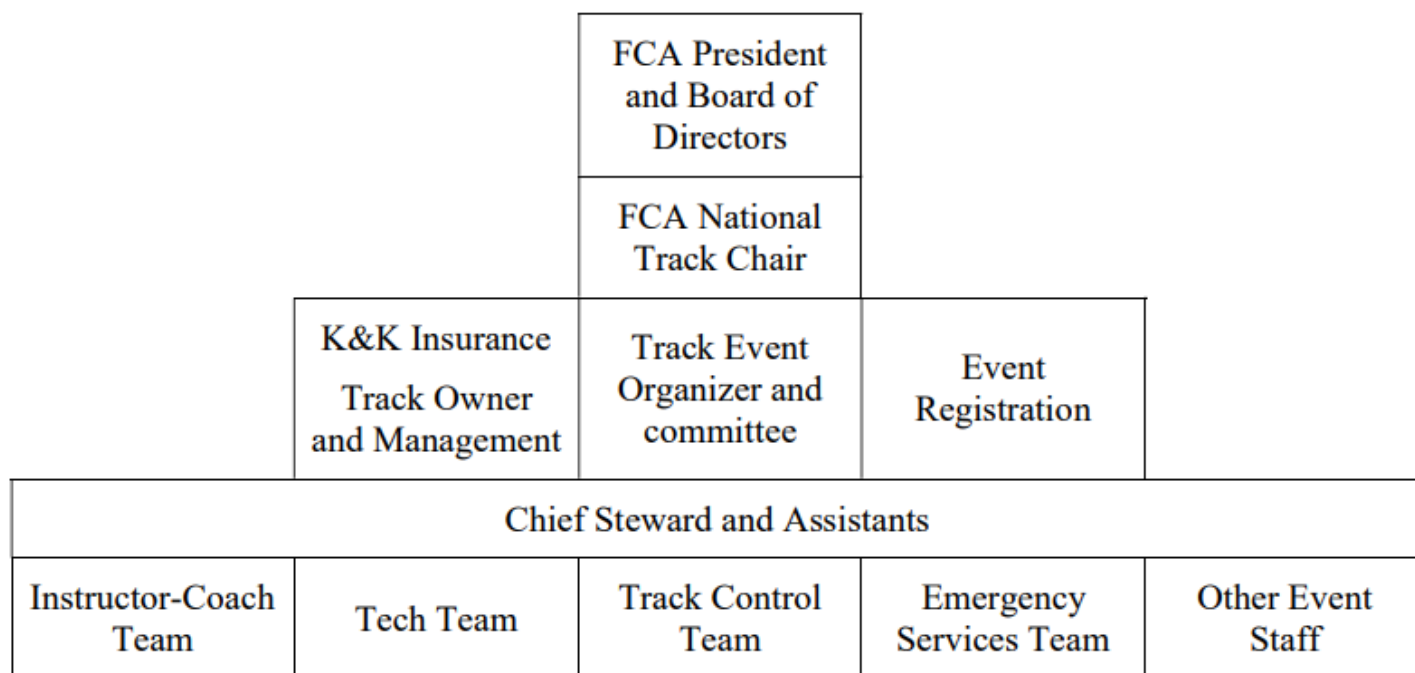 FCA President
and Board of
Directors
FCA National
Track Chair
K&K Insurance
Track Owner
and Management
Track Event
Organizer and
committee
Event
Registration
Chief Steward and Assistants
Instructor-Coach
Team
Tech Team
Track Control
Team
Emergency
Services Team
Other Event
Staff